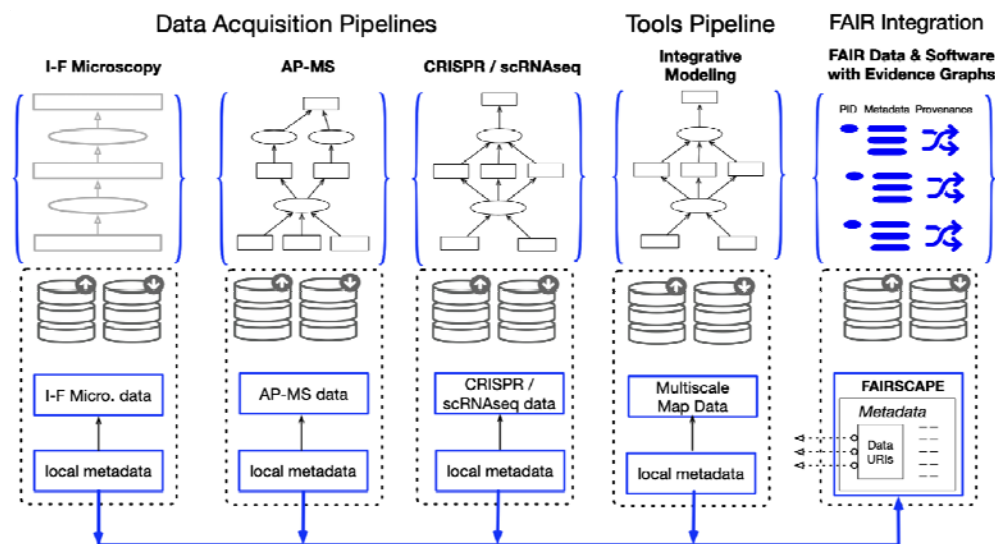 Data Acquisition Pipelines
Tools Pipeline
FAIR Integration
I-F Microscopy
AP-MS
CRISPR / scRNAseq
Integrative
Modeling
FAIR Data & Software
with Evidence Graphs
PID Metadata Provenance
I-F Micro. data
AP-MS data
CRISPR /
scRNAseq data
Multiscale
Map Data
FAIRSCAPE
Metadata
Data
URIs
local metadata
local metadata
local metadata
local metadata